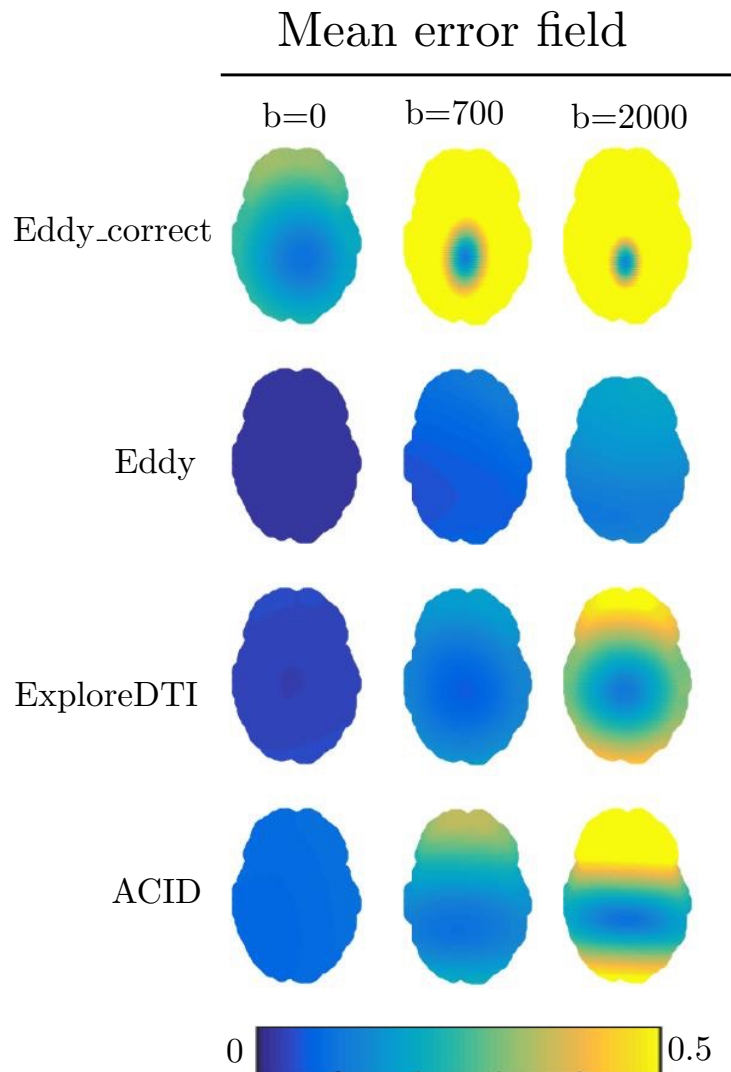 Mean error field
b=0 b=700 b=2000
Eddy_correct
Eddy
ExploreDTI
ACID
0 0.5